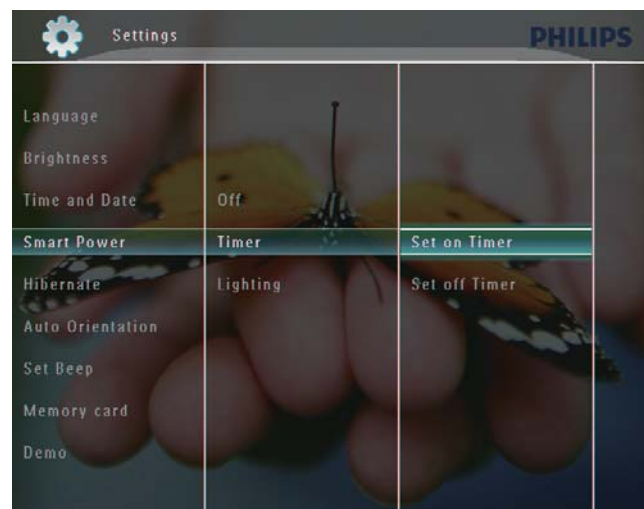 Settings
PHILIPS
Language
Brightness
Time and Date
Off
Smart Power
Timer
Set on Timer
Hibernate
Lighting
Set off Timer
Auto Orientation
Set Beep
Memory card
Demo